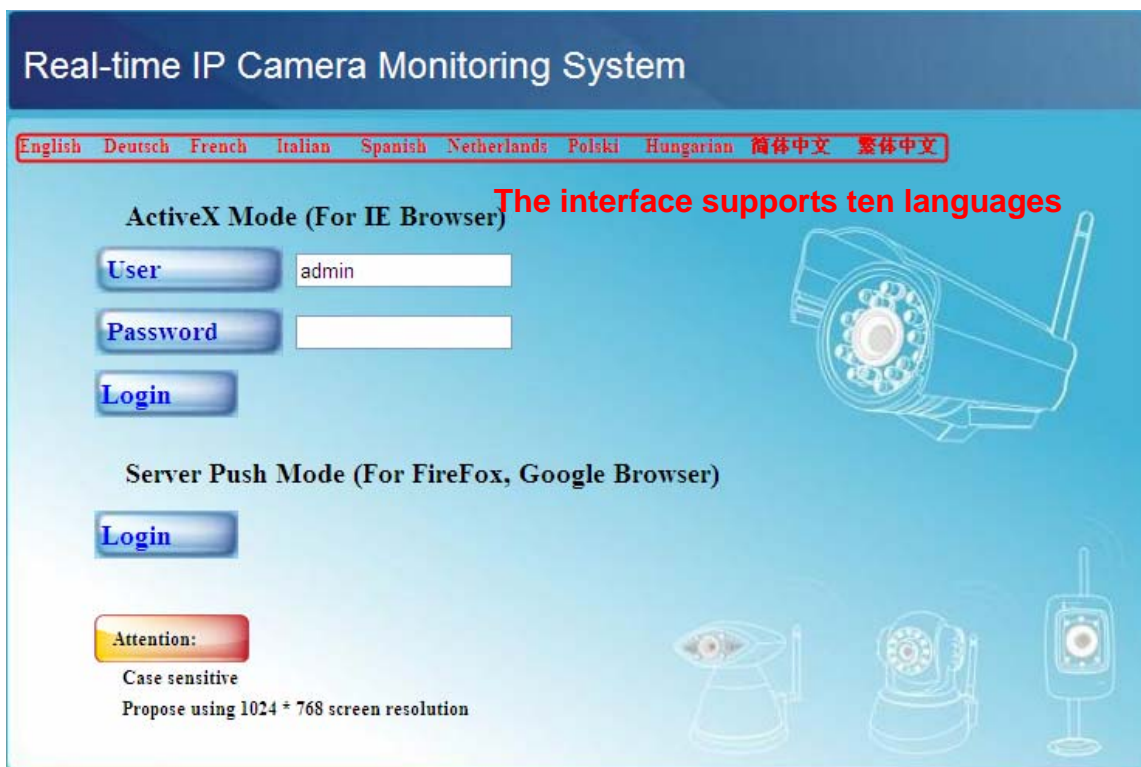 Real-time IP Camera Monitoring System
English Deutsch French Italian Spanish Netherlands Polski Hungarian 简体中文 繁体中文
The interface supports ten languages
ActiveX Mode (For IE Browser)
User admin
Password
Login
Server Push Mode (For FireFox, Google Browser)
Login
Attention:
Case sensitive
Propose using 1024 * 768 screen resolution